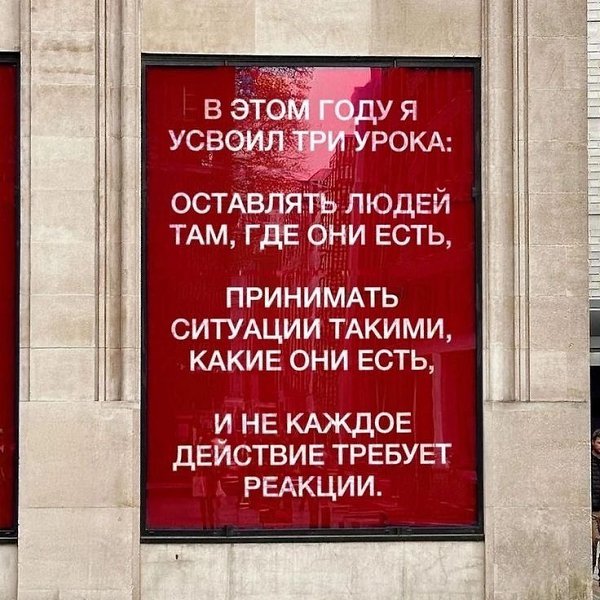 В ЭТОМ ГОДУ Я
УСВОИЛ ТРИ УРОКА:
ОСТАВЛЯТЬ ЛЮДЕЙ
ТАМ, ГДЕ ОНИ ЕСТЬ,
ПРИНИМАТЬ
СИТУАЦИИ ТАКИМИ,
КАКИЕ ОНИ ЕСТЬ,
И НЕ КАЖДОЕ
ДЕЙСТВИЕ ТРЕБУЕТ
РЕАКЦИИ.